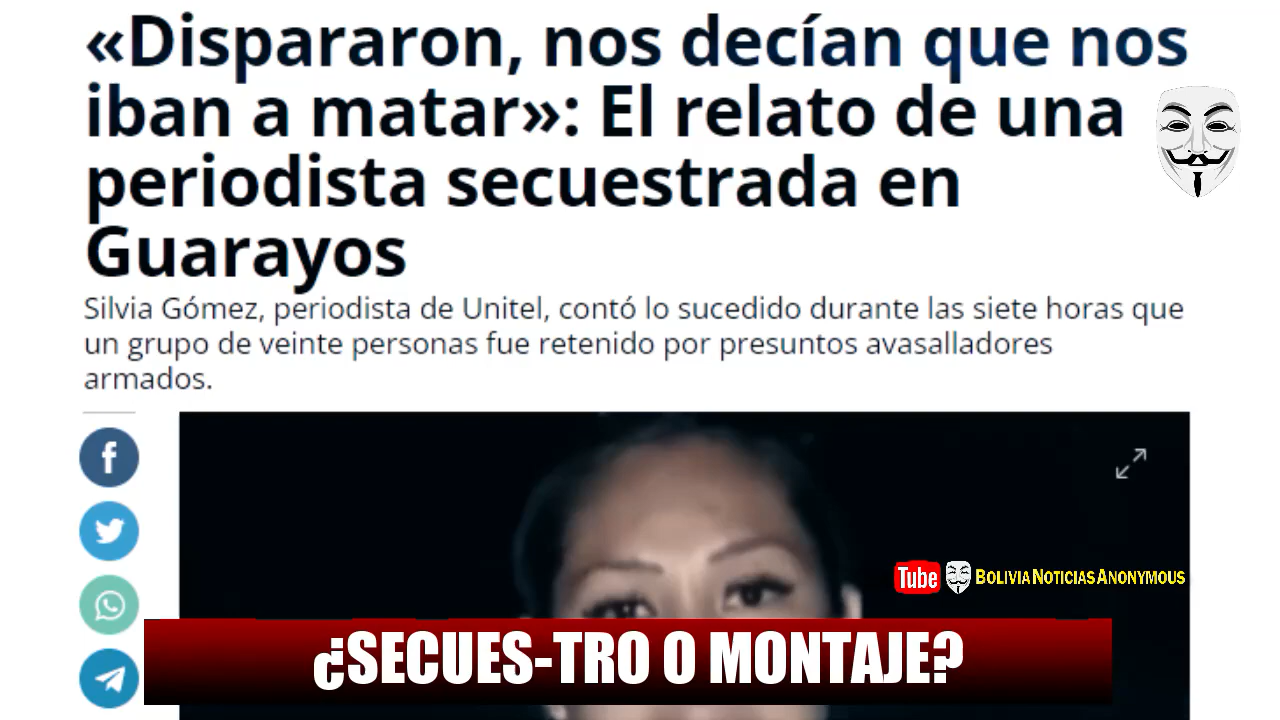 «Dispararon, nos decían que nos
iban a matar»: El relato de una
periodista secuestrada en
Guarayos
Silvia Gómez, periodista de Unitel, contó lo sucedido durante las siete horas que
un grupo de veinte personas fue retenido por presuntos avasalladores
armados.
Tube BOLIVIA NOTICIAS ANONYMOUS
¿SECUES-TRO O MONTAJE?